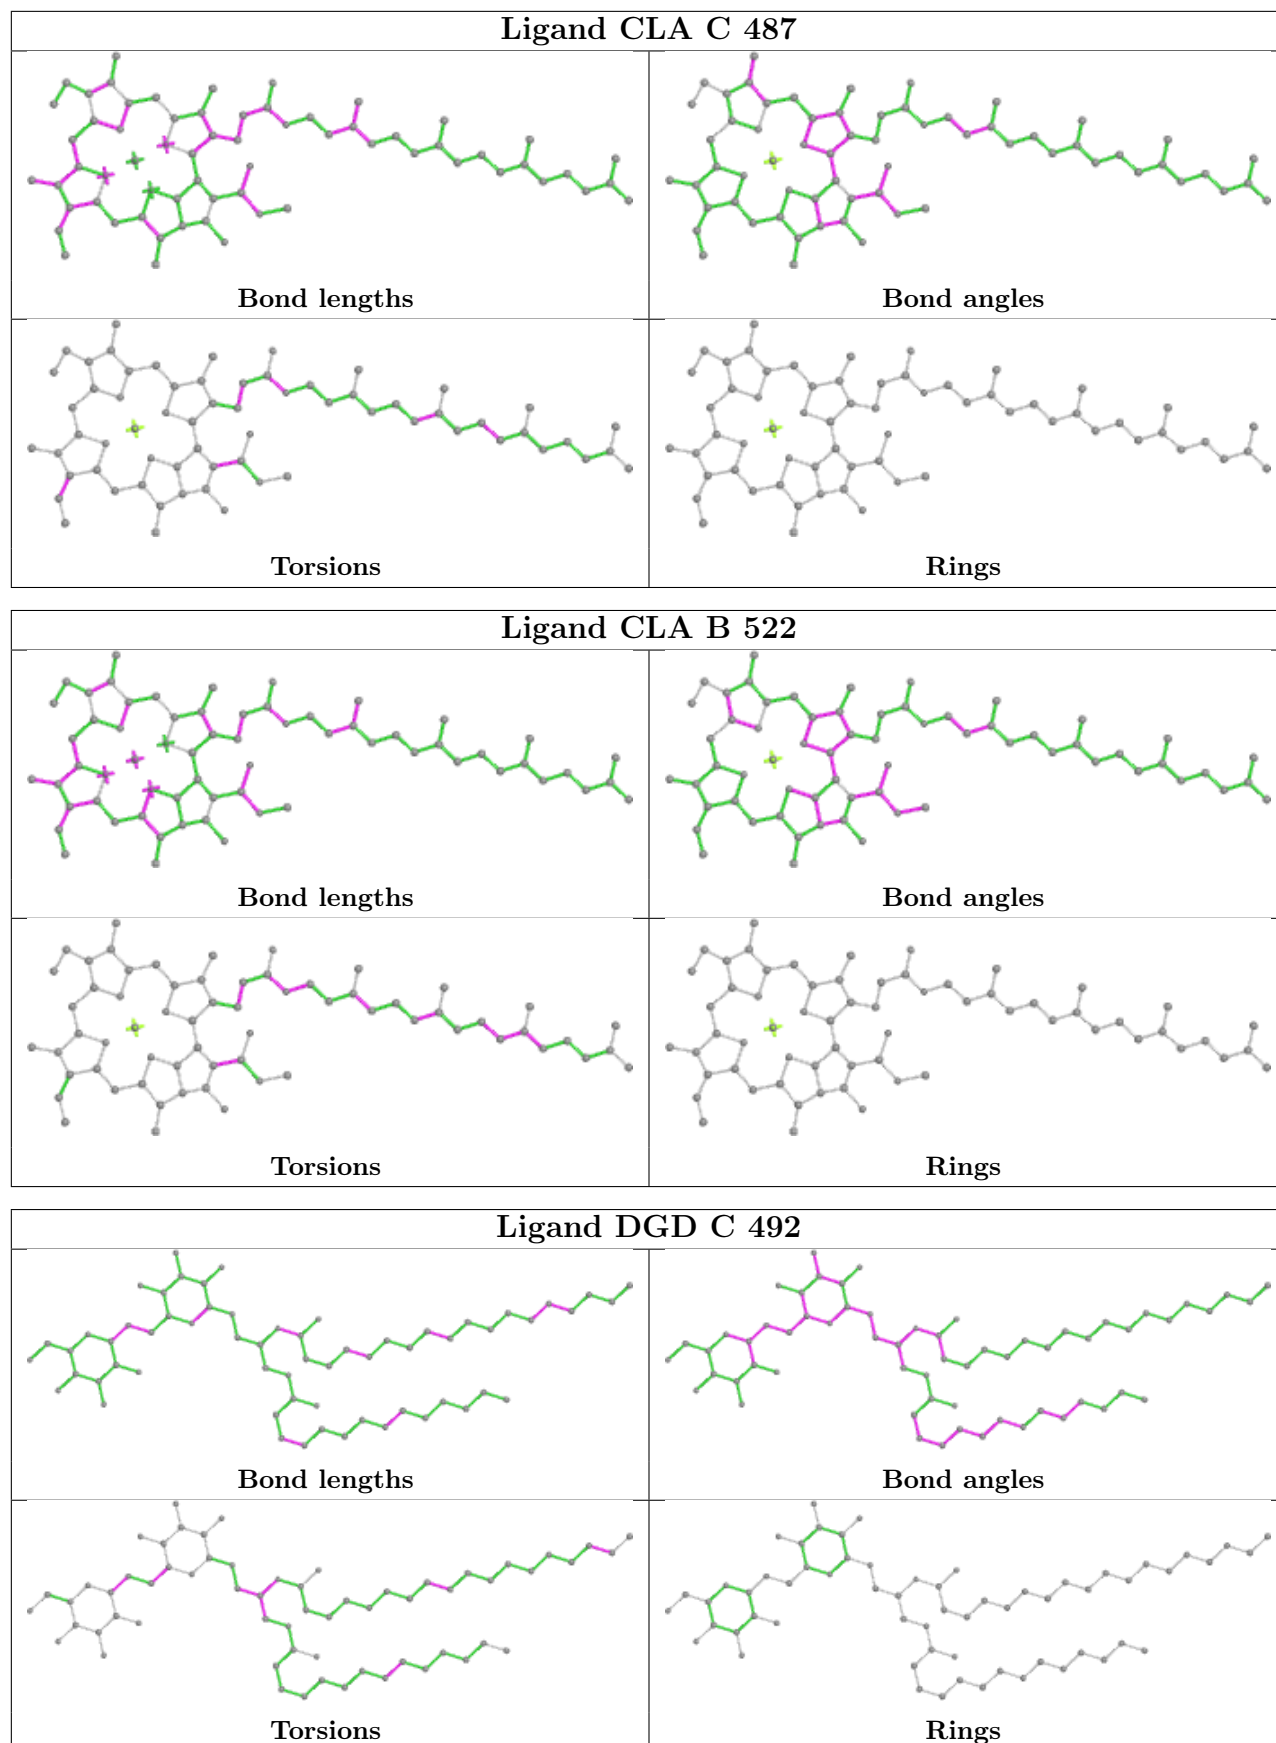 Ligand CLA C 487
Bond lengths
Bond angles
Torsions
Rings
Ligand CLA B 522
Bond lengths
Bond angles
Torsions
Rings
Ligand DGD C 492
Bond lengths
Bond angles
Torsions
Rings